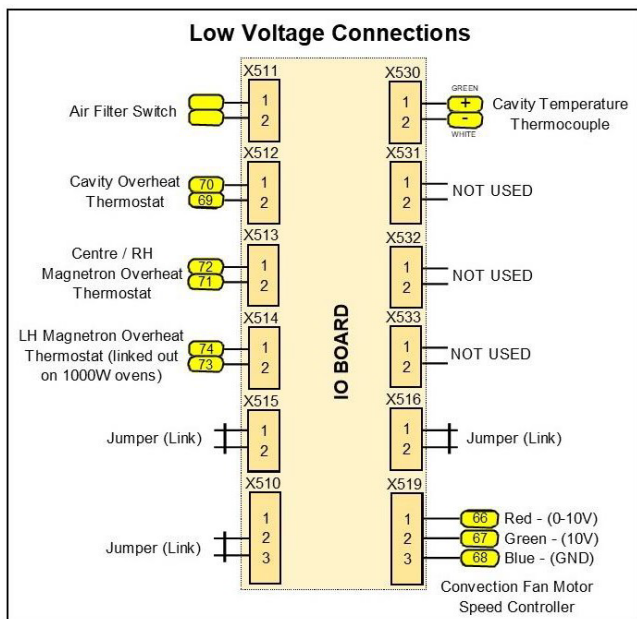 Low Voltage Connections
X511
1
2
Air Filter Switch
X512
1
2
70
69
Cavity Overheat
Thermostat
X513
1
2
72
71
Centre / RH
Magnetron Overheat
Thermostat
X514
1
2
74
73
LH Magnetron Overheat
Thermostat (linked out
on 1000W ovens)
X515
1
2
Jumper (Link)
X510
1
2
3
Jumper (Link)
IO BOARD
X530
1
2
GREEN
+
-
WHITE
Cavity Temperature
Thermocouple
X531
1
2
NOT USED
X532
1
2
NOT USED
X533
1
2
NOT USED
X516
1
2
Jumper (Link)
X519
1
2
3
66 Red - (0-10V)
67 Green - (10V)
68 Blue - (GND)
Convection Fan Motor
Speed Controller